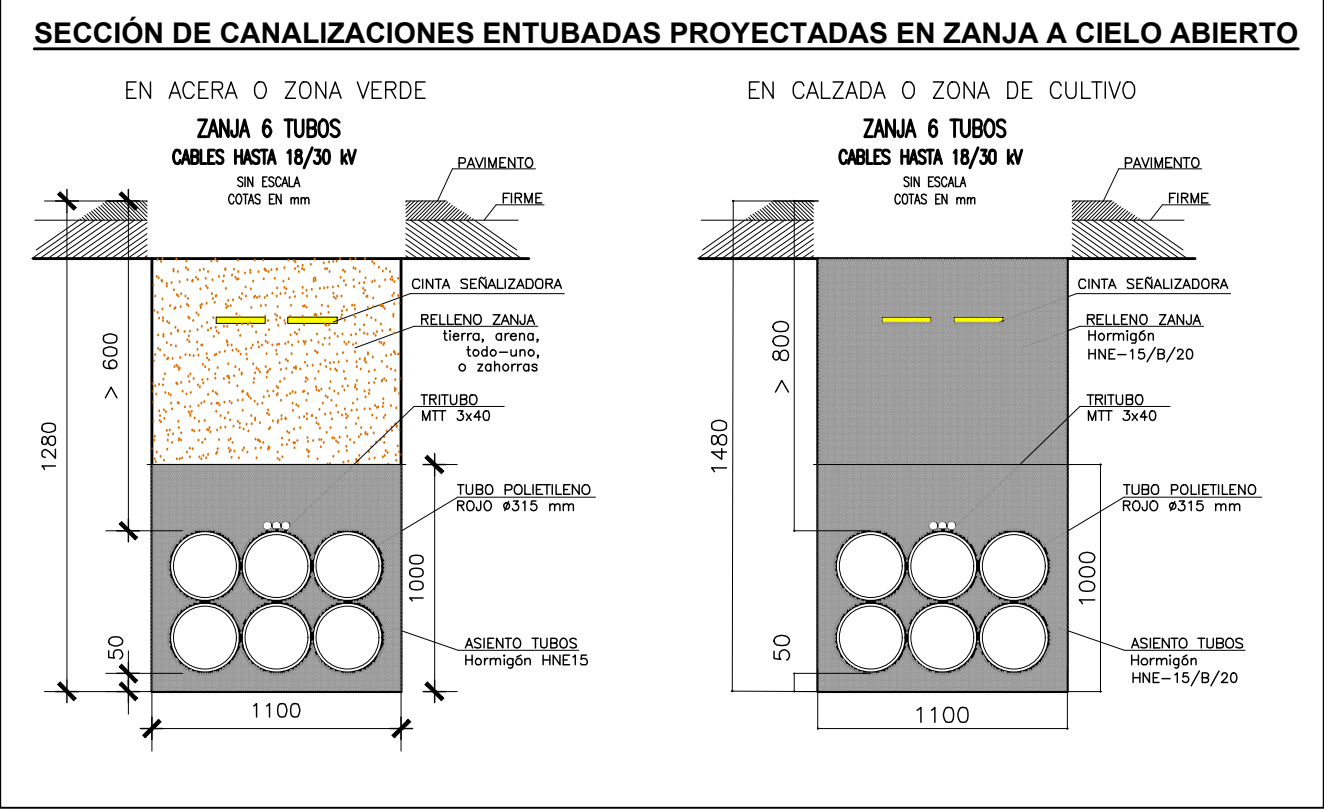 SECCIÓN DE CANALIZACIONES ENTUBADAS PROYECTADAS EN ZANJA A CIELO ABIERTO
EN ACERA O ZONA VERDE
ZANJA 6 TUBOS
CABLES HASTA 18/30 kV
SIN ESCALA
COTAS EN mm
PAVIMENTO
FIRME
CINTA SEÑALIZADORA
RELLENO ZANJA
tierra, arena,
todo-uno,
o zahorras
TRITUBO
MTT 3x40
TUBO POLIETILENO
ROJO ø315 mm
ASIENTO TUBOS
Hormigón HNE15
1280
> 600
50
1000
1100
EN CALZADA O ZONA DE CULTIVO
ZANJA 6 TUBOS
CABLES HASTA 18/30 kV
SIN ESCALA
COTAS EN mm
PAVIMENTO
FIRME
CINTA SEÑALIZADORA
RELLENO ZANJA
Hormigón
HNE-15/B/20
TRITUBO
MTT 3x40
TUBO POLIETILENO
ROJO ø315 mm
ASIENTO TUBOS
Hormigón
HNE-15/B/20
1480
> 800
50
1000
1100